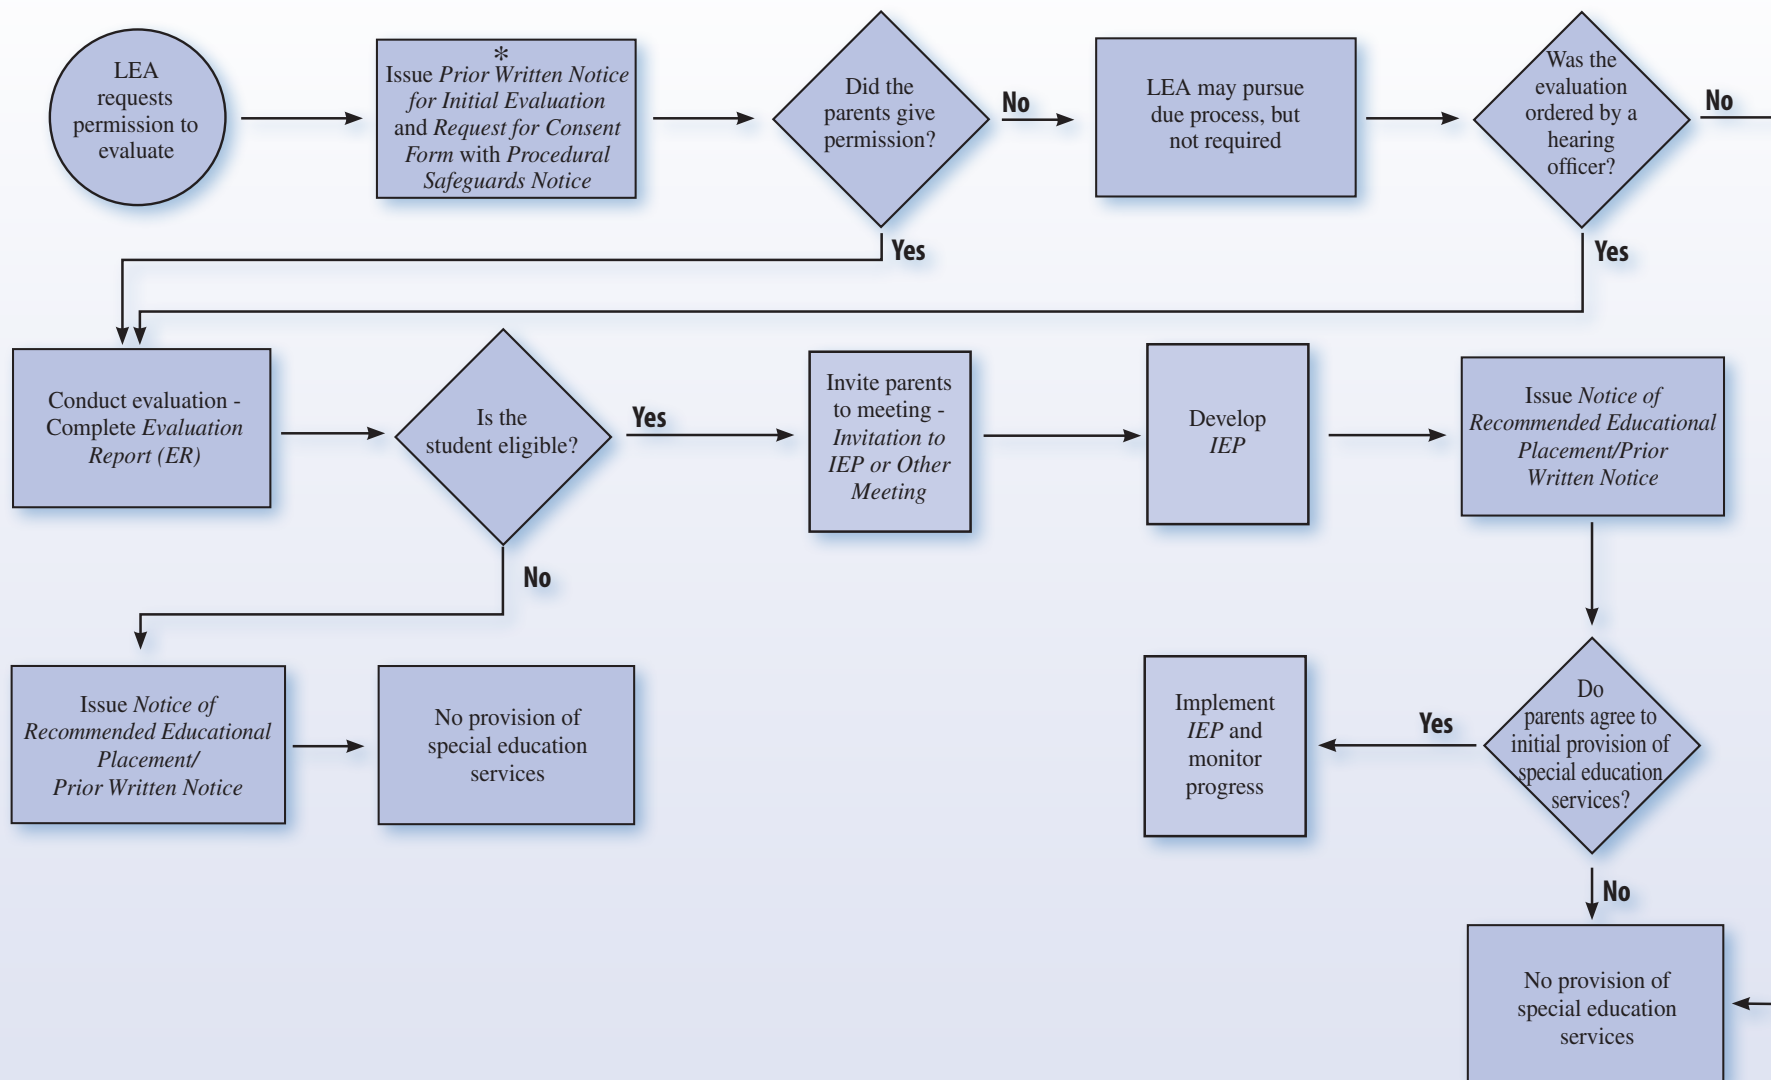 LEA
requests
permission to
evaluate
*
Issue Prior Written Notice
for Initial Evaluation
and Request for Consent
Form with Procedural
Safeguards Notice
Did the
parents give
permission?
No
LEA may pursue
due process, but
not required
Was the
evaluation
ordered by a
hearing
officer?
No
Yes
Yes
Conduct evaluation -
Complete Evaluation
Report (ER)
Is the
student eligible?
Yes
Invite parents
to meeting -
Invitation to
IEP or Other
Meeting
Develop
IEP
Issue Notice of
Recommended Educational
Placement/Prior
Written Notice
No
Issue Notice of
Recommended Educational
Placement/
Prior Written Notice
No provision of
special education
services
Implement
IEP and
monitor
progress
Yes
Do
parents agree to
initial provision of
special education
services?
No
No provision of
special education
services